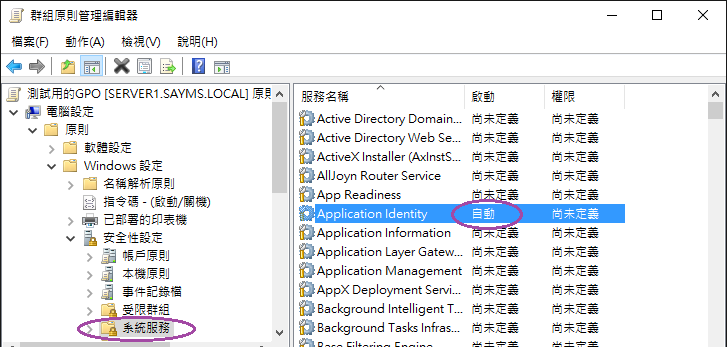 群組原則管理編輯器
檔案(F) 動作(A) 檢視(V) 說明(H)
測試用的GPO [SERVER1.SAYMS.LOCAL] 原則
電腦設定
原則
軟體設定
Windows 設定
名稱解析原則
指令碼 - (啟動/關機)
已部署的印表機
安全性設定
帳戶原則
本機原則
事件記錄檔
受限群組
系統服務
服務名稱 啟動 權限
Active Directory Domain... 尚未定義 尚未定義
Active Directory Web Se... 尚未定義 尚未定義
ActiveX Installer (AxInstS... 尚未定義 尚未定義
AllJoyn Router Service 尚未定義 尚未定義
App Readiness 尚未定義 尚未定義
Application Identity 自動 尚未定義
Application Information 尚未定義 尚未定義
Application Layer Gatew... 尚未定義 尚未定義
Application Management 尚未定義 尚未定義
AppX Deployment Servi... 尚未定義 尚未定義
Background Intelligent T... 尚未定義 尚未定義
Background Tasks Infras... 尚未定義 尚未定義
Base Filtering Engine 尚未定義 尚未定義